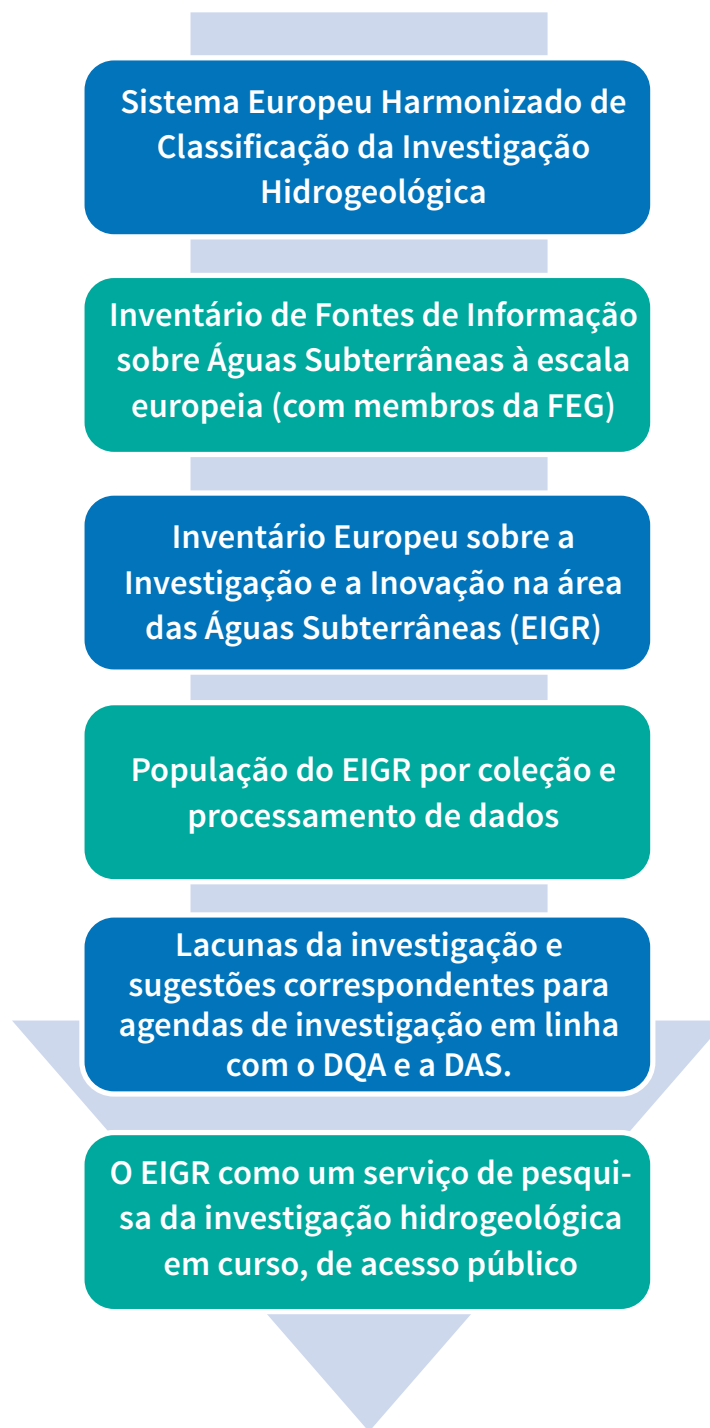 Sistema Europeu Harmonizado de
Classificação da Investigação
Hidrogeológica
Inventário de Fontes de Informação
sobre Águas Subterrâneas à escala
europeia (com membros da FEG)
Inventário Europeu sobre a
Investigação e a Inovação na área
das Águas Subterrâneas (EIGR)
População do EIGR por coleção e
processamento de dados
Lacunas da investigação e
sugestões correspondentes para
agendas de investigação em linha
com o DQA e a DAS.
O EIGR como um serviço de pesqui-
sa da investigação hidrogeológica
em curso, de acesso público